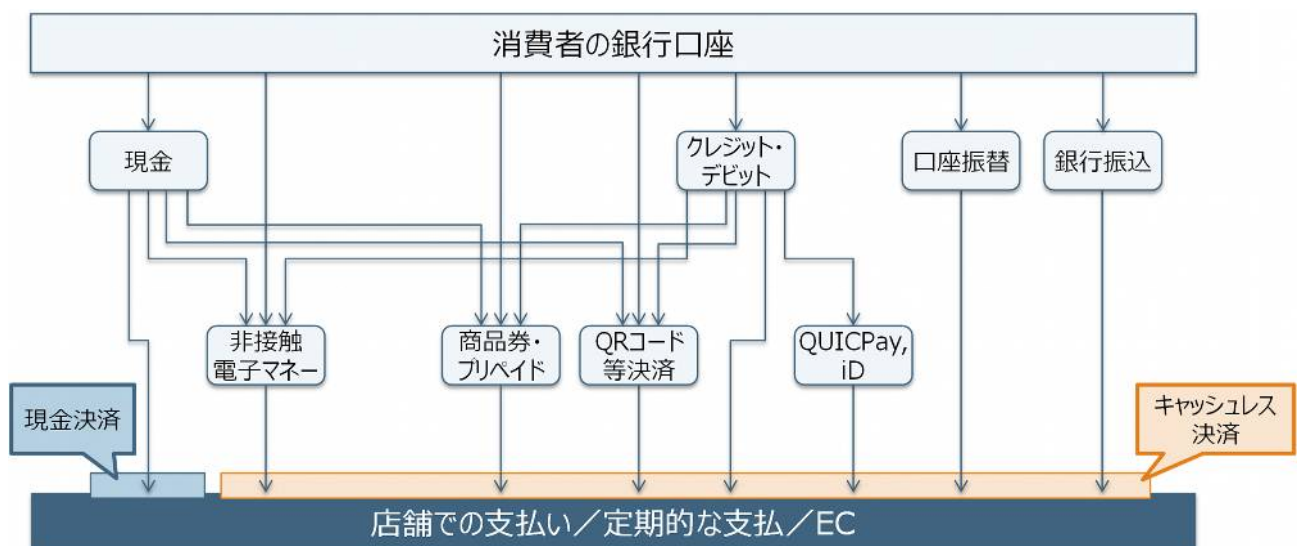 消費者の銀行口座
現金
クレジット・
デビット
口座振替
銀行振込
非接触
電子マネー
商品券・
プリペイド
QRコード
等決済
QUICPay,
iD
現金決済
キャッシュレス
決済
店舗での支払い／定期的な支払／EC